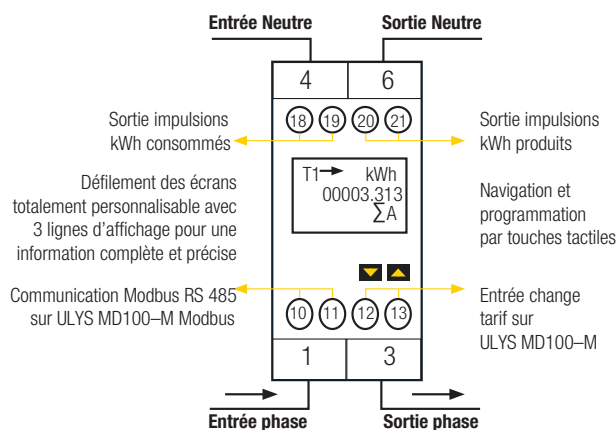 Entrée Neutre
Sortie Neutre
4
6
18 19 20 21
Sortie impulsions
kWh consommés
Sortie impulsions
kWh produits
T1 kWh
00003.313
∑A
Défilement des écrans
totalement personnalisable avec
3 lignes d'affichage pour une
information complète et précise
Navigation et
programmation
par touches tactiles
Communication Modbus RS 485
sur ULYS MD100–M Modbus
10 11 12 13
Entrée change
tarif sur
ULYS MD100–M
1
3
Entrée phase
Sortie phase